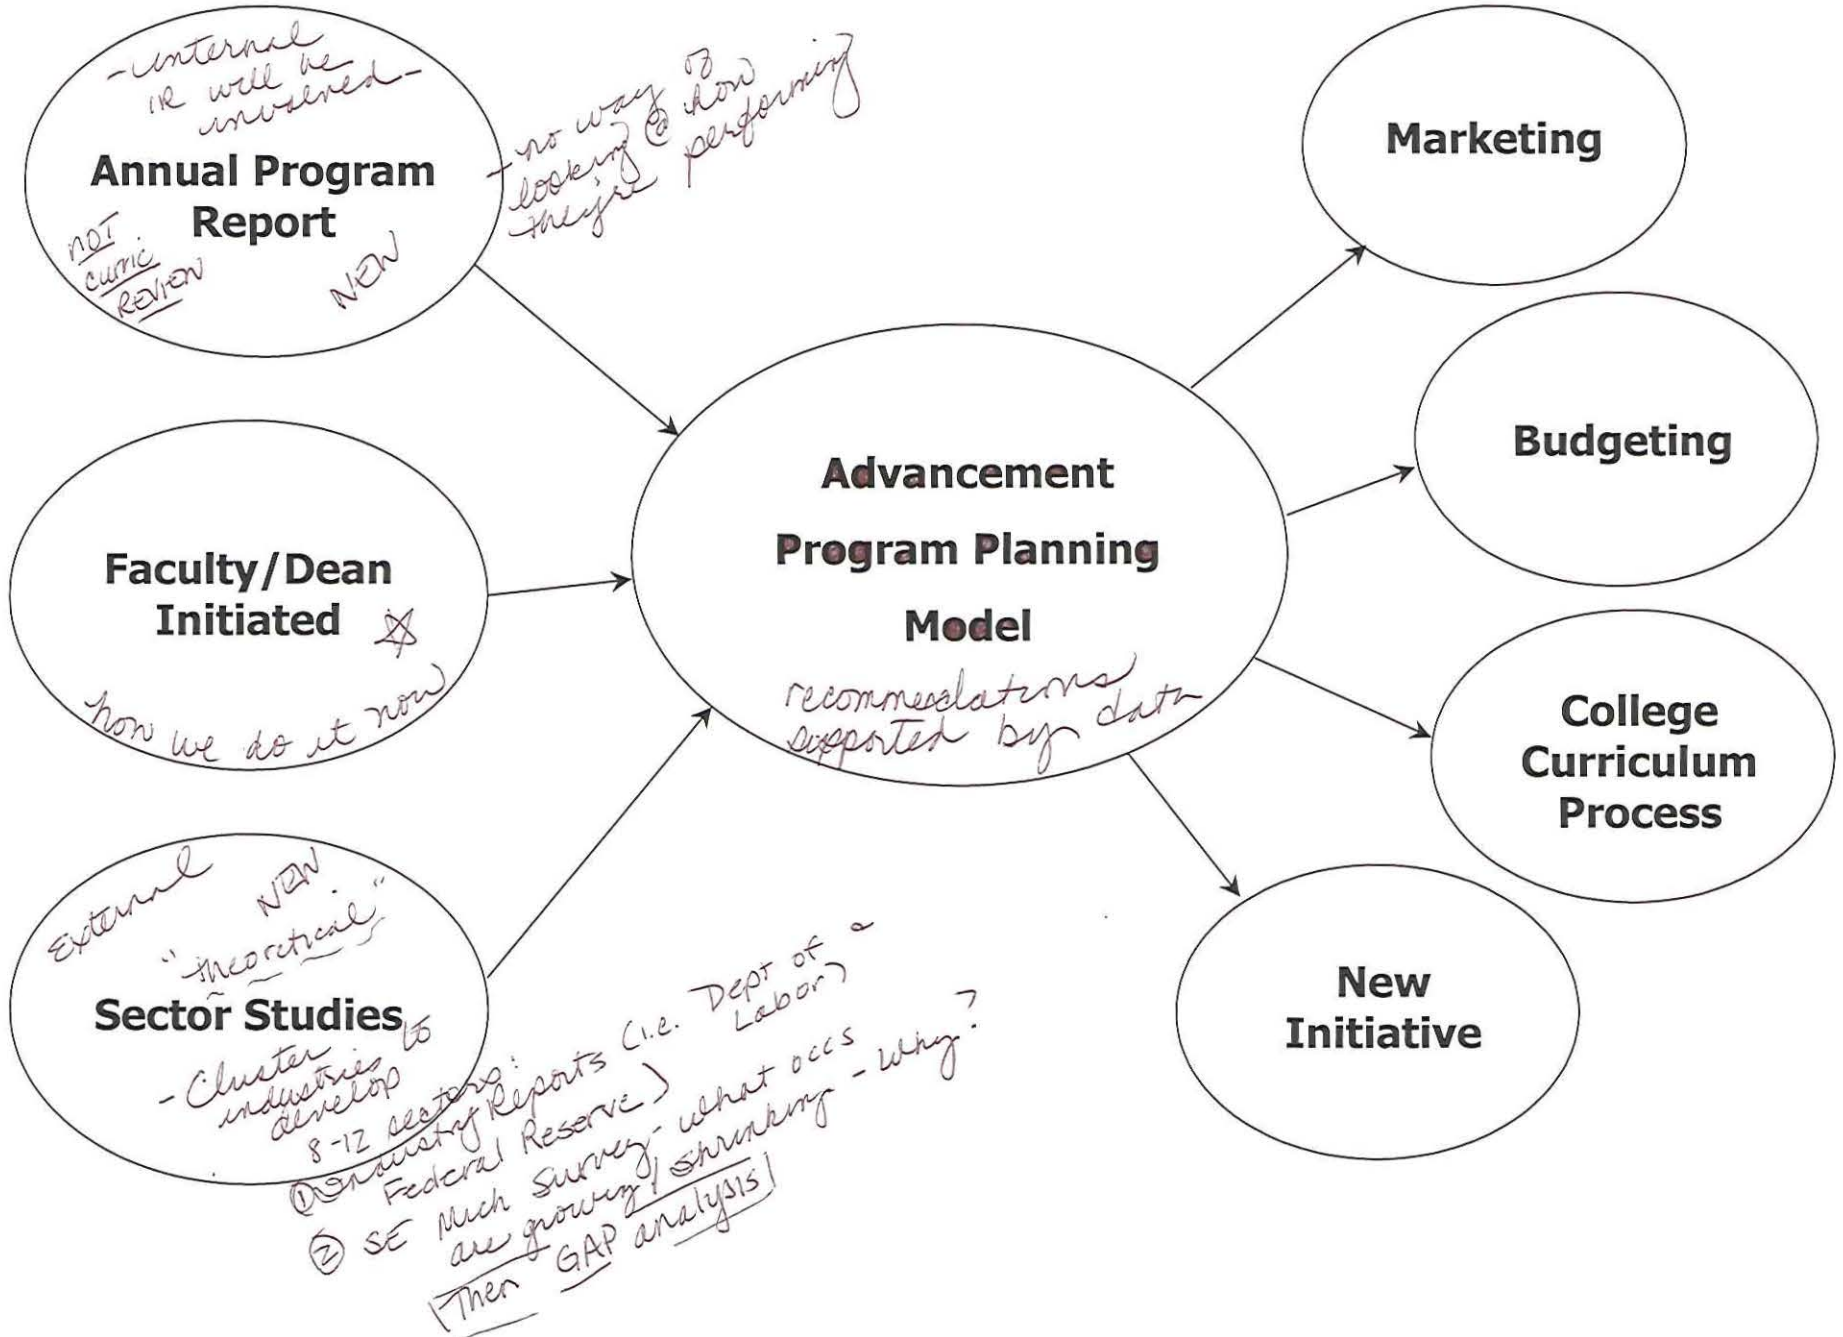 - internal
IR will be
involved -
Annual Program
Report
NOT
curric
REVIEW
NEW
- no way of
looking @ how
they're performing
Faculty/Dean
Initiated
how we do it now
External
NEW
"theoretical"
Sector Studies
- Cluster
industries to
develop
8-12 sectors:
① Industry Reports (i.e. Dept of
Labor,
Federal Reserve)
② SE Mich Survey - what occs
are growing / shrinking - why?
Then GAP analysis
Advancement
Program Planning
Model
recommendations
supported by data
Marketing
Budgeting
College
Curriculum
Process
New
Initiative